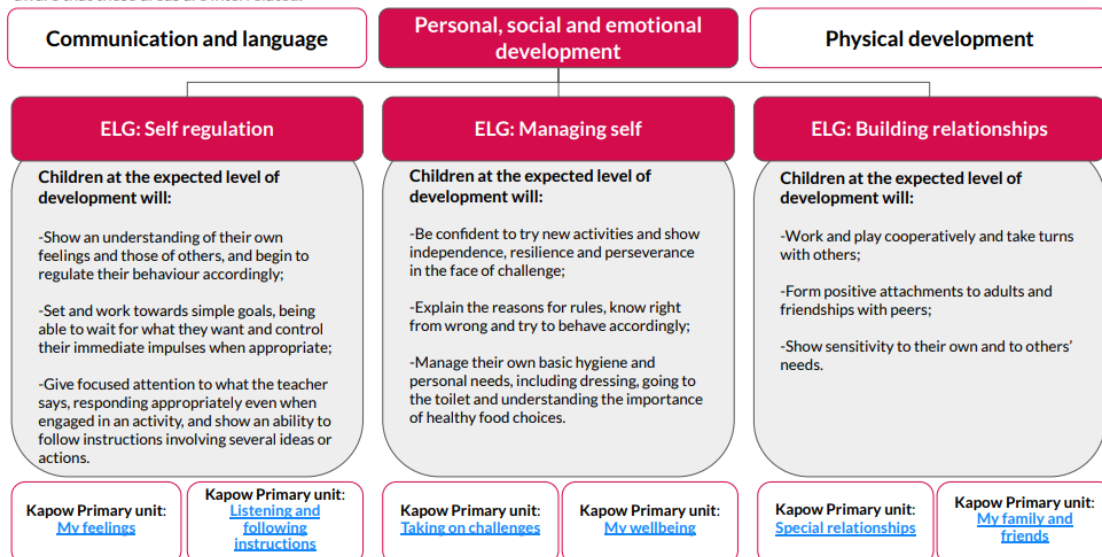 Communication and language
Personal, social and emotional
development
Physical development
ELG: Self regulation
Children at the expected level of
development will:
-Show an understanding of their own
feelings and those of others, and begin to
regulate their behaviour accordingly;
-Set and work towards simple goals, being
able to wait for what they want and control
their immediate impulses when appropriate;
-Give focused attention to what the teacher
says, responding appropriately even when
engaged in an activity, and show an ability to
follow instructions involving several ideas or
actions.
Kapow Primary unit:
My feelings
Kapow Primary unit:
Listening and
following
instructions
ELG: Managing self
Children at the expected level of
development will:
-Be confident to try new activities and show
independence, resilience and perseverance
in the face of challenge;
-Explain the reasons for rules, know right
from wrong and try to behave accordingly;
-Manage their own basic hygiene and
personal needs, including dressing, going to
the toilet and understanding the importance
of healthy food choices.
Kapow Primary unit:
Taking on challenges
Kapow Primary unit:
My wellbeing
ELG: Building relationships
Children at the expected level of
development will:
-Work and play cooperatively and take turns
with others;
-Form positive attachments to adults and
friendships with peers;
-Show sensitivity to their own and to others’
needs.
Kapow Primary unit:
Special relationships
Kapow Primary unit:
My family and
friends